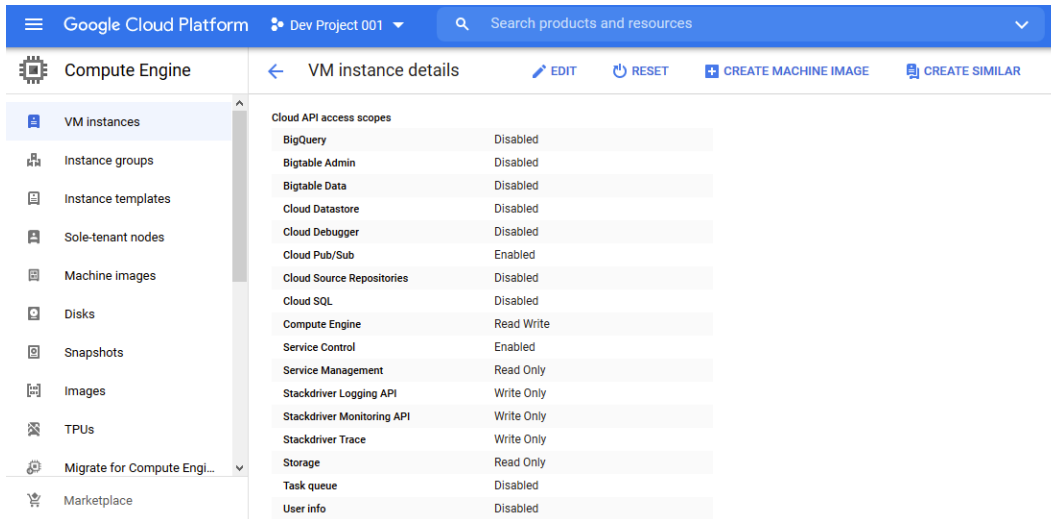 Google Cloud Platform
Dev Project 001
Search products and resources
Compute Engine
VM instance details
EDIT
RESET
CREATE MACHINE IMAGE
CREATE SIMILAR
VM instances
Instance groups
Instance templates
Sole-tenant nodes
Machine images
Disks
Snapshots
Images
TPUs
Migrate for Compute Engi...
Marketplace
Cloud API access scopes
BigQuery Disabled
Bigtable Admin Disabled
Bigtable Data Disabled
Cloud Datastore Disabled
Cloud Debugger Disabled
Cloud Pub/Sub Enabled
Cloud Source Repositories Disabled
Cloud SQL Disabled
Compute Engine Read Write
Service Control Enabled
Service Management Read Only
Stackdriver Logging API Write Only
Stackdriver Monitoring API Write Only
Stackdriver Trace Write Only
Storage Read Only
Task queue Disabled
User info Disabled